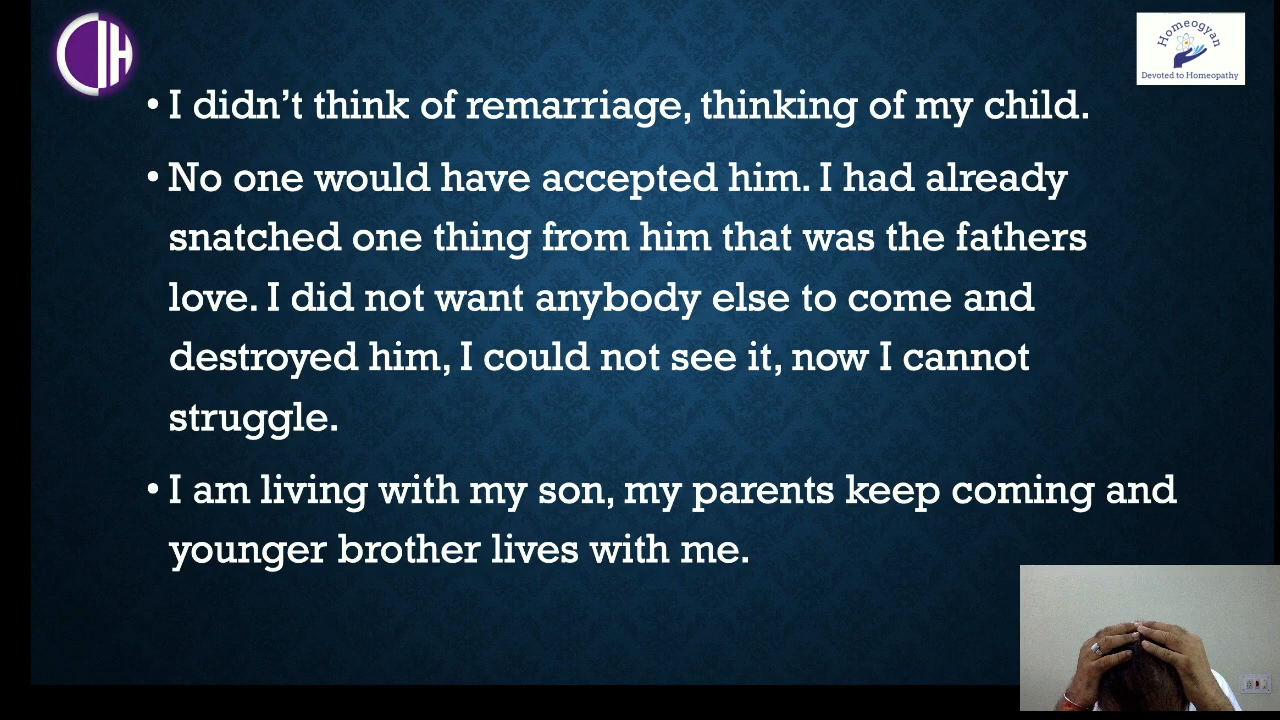 Homeogyan
Devoted to Homeopathy
• I didn’t think of remarriage, thinking of my child.
• No one would have accepted him. I had already
snatched one thing from him that was the fathers
love. I did not want anybody else to come and
destroyed him, I could not see it, now I cannot
struggle.
• I am living with my son, my parents keep coming and
younger brother lives with me.